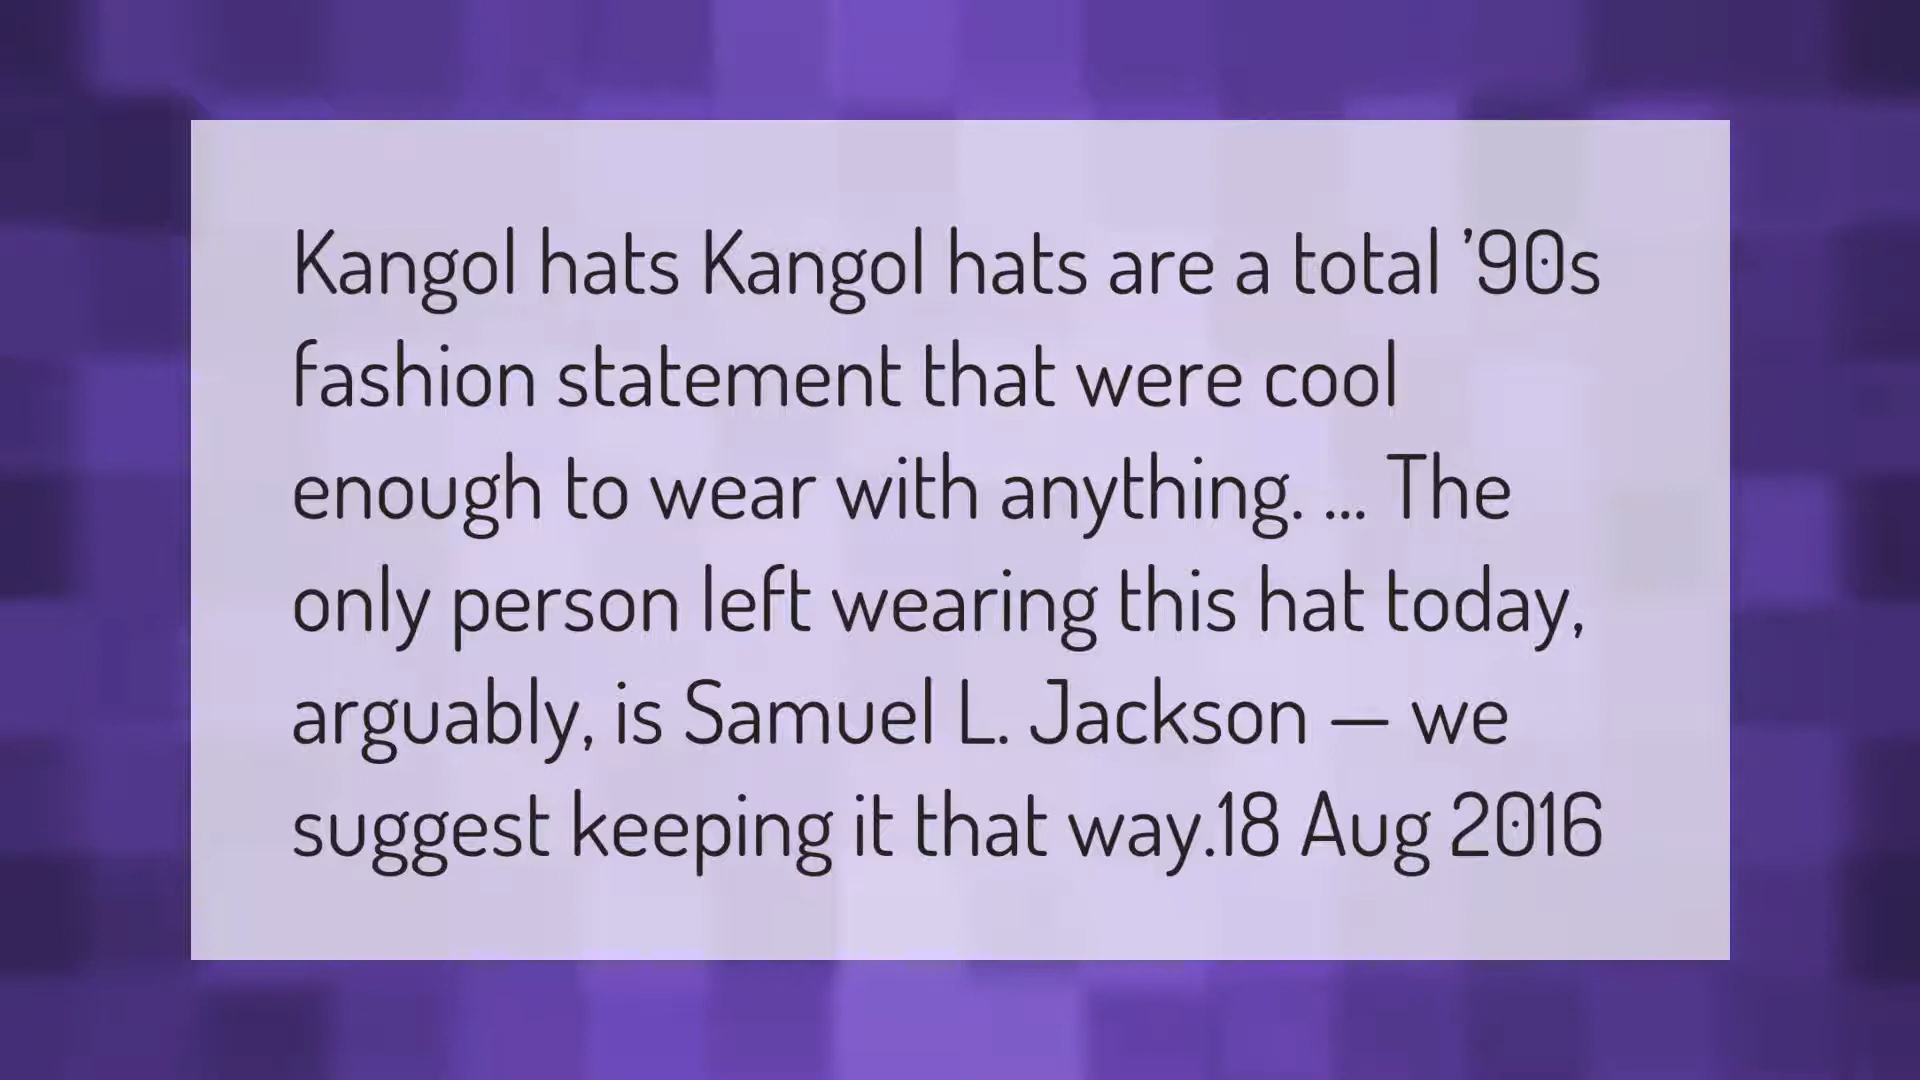 Kangol hats Kangol hats are a total ’90s
fashion statement that were cool
enough to wear with anything. ... The
only person left wearing this hat today,
arguably, is Samuel L. Jackson — we
suggest keeping it that way.18 Aug 2016